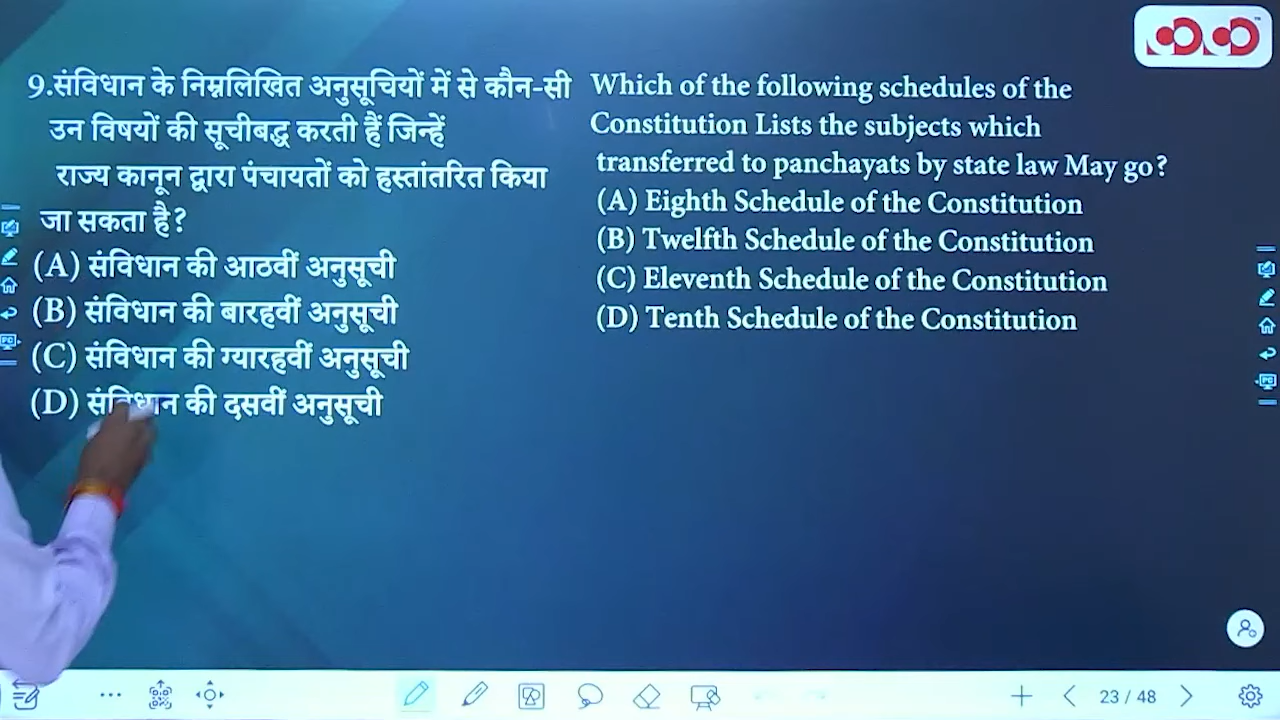 9.संविधान के निम्नलिखित अनुसूचियों में से कौन-सी
उन विषयों की सूचीबद्ध करती हैं जिन्हें
राज्य कानून द्वारा पंचायतों को हस्तांतरित किया
जा सकता है?
(A) संविधान की आठवीं अनुसूची
(B) संविधान की बारहवीं अनुसूची
(C) संविधान की ग्यारहवीं अनुसूची
(D) संविधान की दसवीं अनुसूची
Which of the following schedules of the
Constitution Lists the subjects which
transferred to panchayats by state law May go?
(A) Eighth Schedule of the Constitution
(B) Twelfth Schedule of the Constitution
(C) Eleventh Schedule of the Constitution
(D) Tenth Schedule of the Constitution
23 / 48